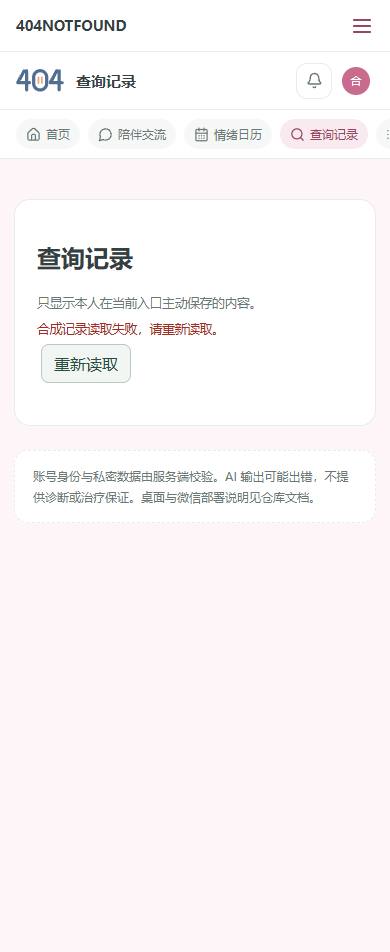 404NOTFOUND
404 查询记录
合
首页 陪伴交流 情绪日历 查询记录
查询记录
只显示本人在当前入口主动保存的内容。
合成记录读取失败，请重新读取。
重新读取
账号身份与私密数据由服务端校验。AI 输出可能出错，不提
供诊断或治疗保证。桌面与微信部署说明见仓库文档。